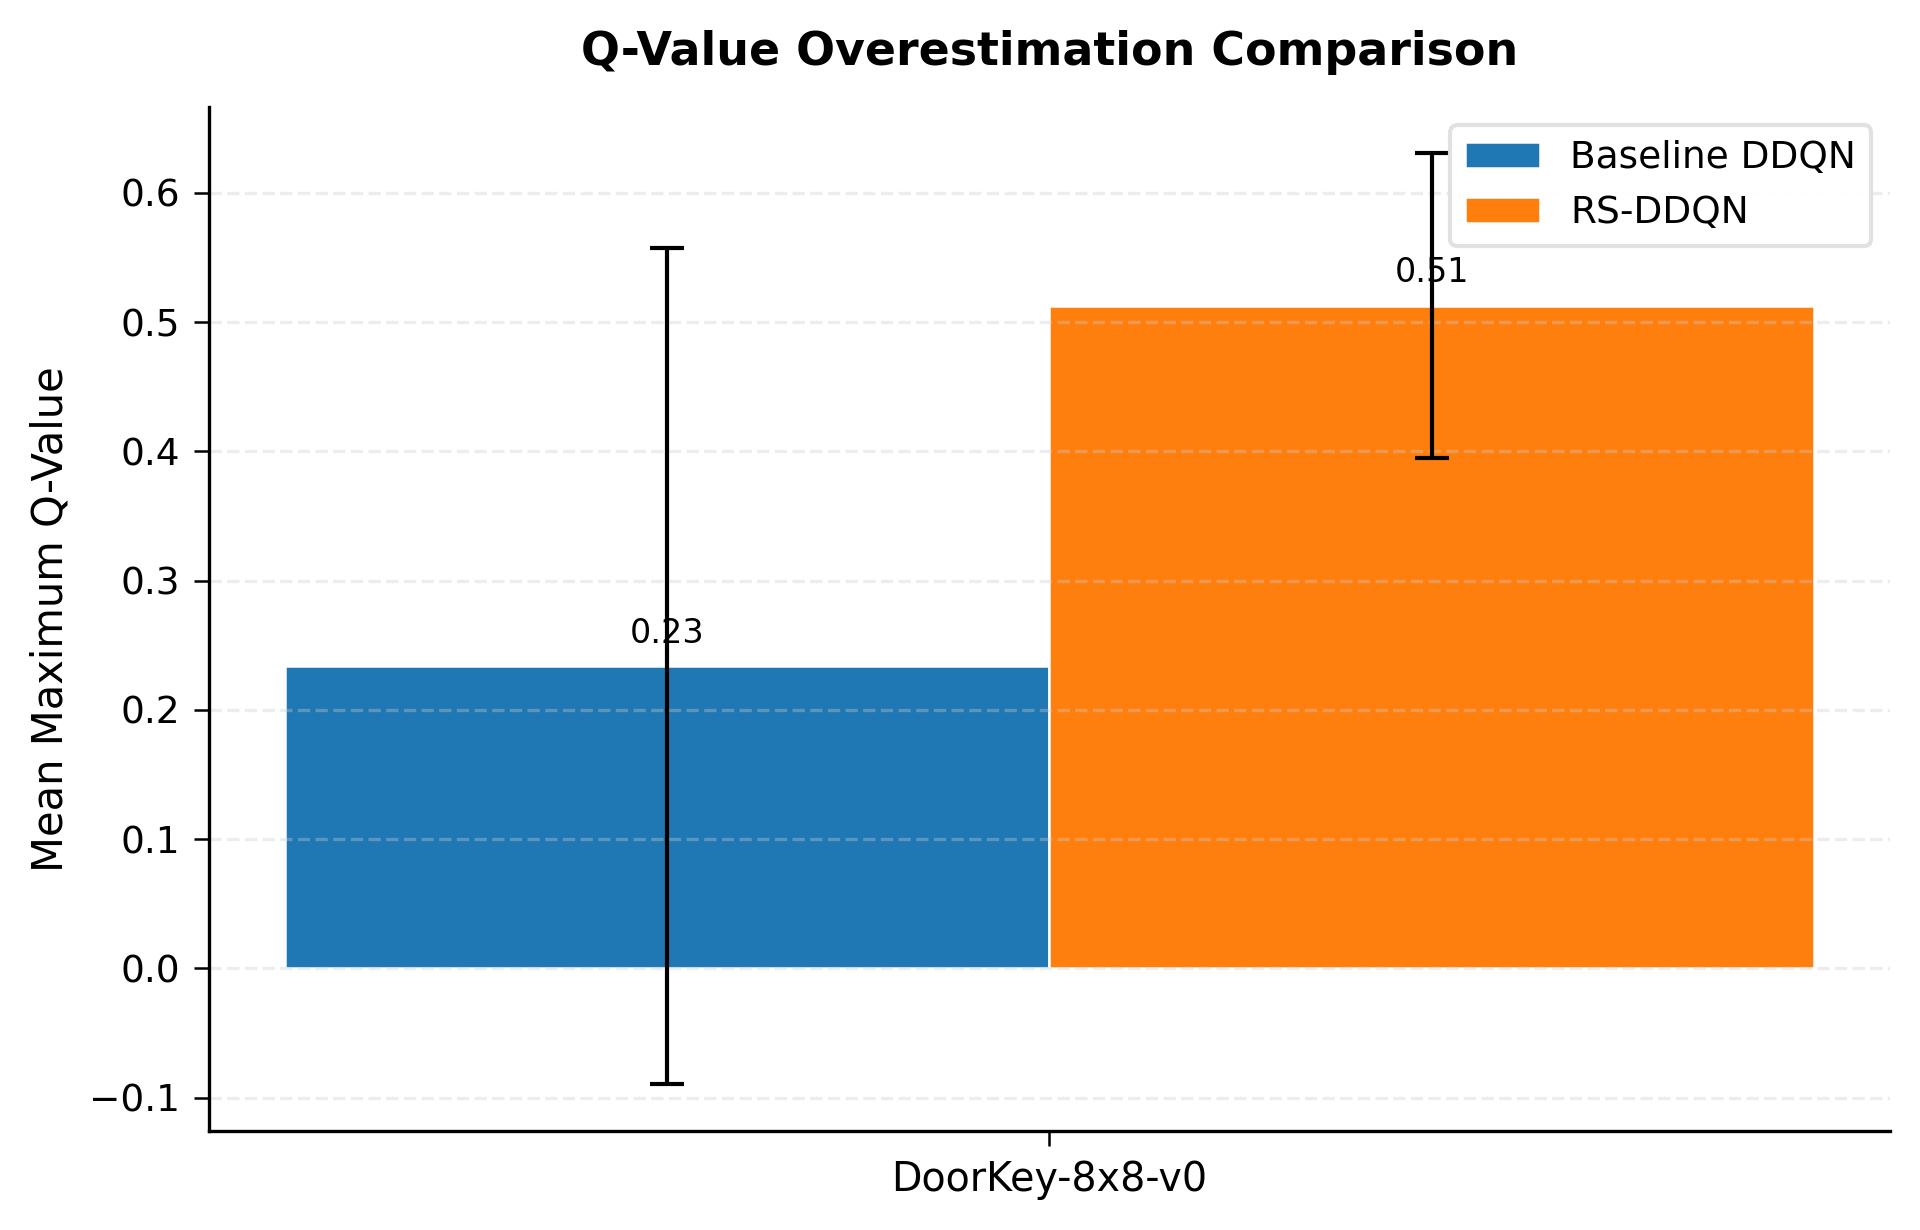 Q-Value Overestimation Comparison
Baseline DDQN
RS-DDQN
Mean Maximum Q-Value
0.6
0.5
0.4
0.3
0.2
0.1
0.0
−0.1
0.23
0.51
DoorKey-8x8-v0